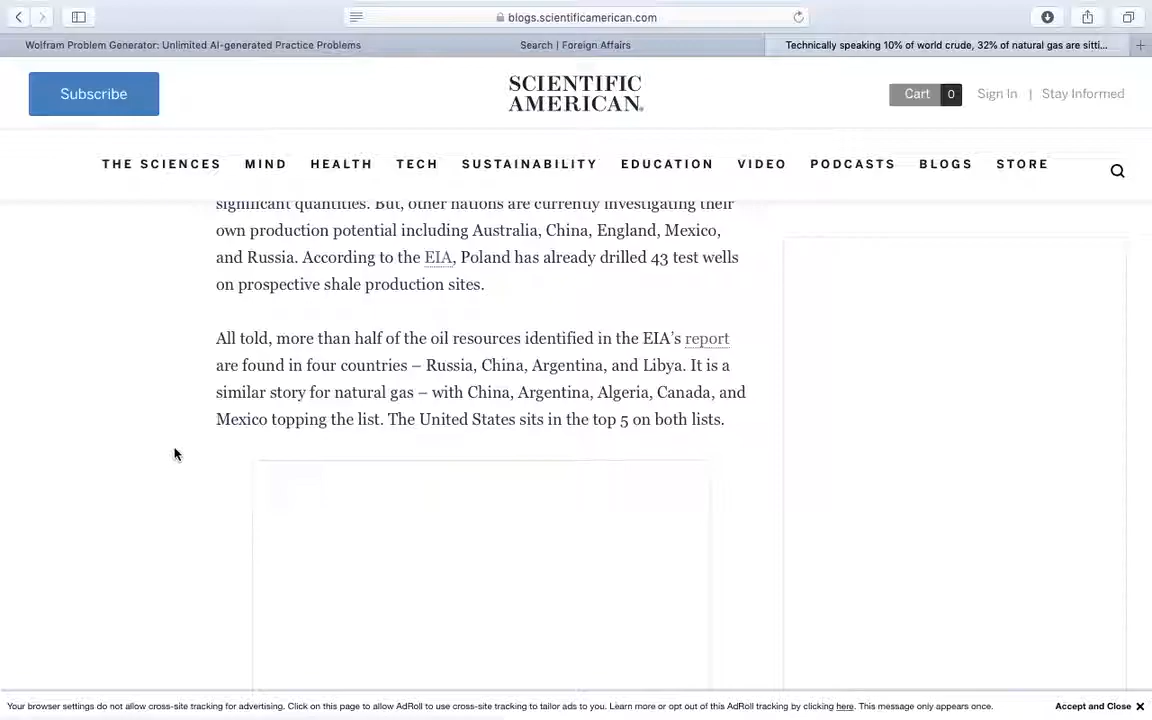 blogs.scientificamerican.com
Wolfram Problem Generator: Unlimited AI-generated Practice Problems
Search | Foreign Affairs
Technically speaking 10% of world crude, 32% of natural gas are sitti...
Subscribe
SCIENTIFIC
AMERICAN.
Cart 0 Sign In | Stay Informed
THE SCIENCES MIND HEALTH TECH SUSTAINABILITY EDUCATION VIDEO PODCASTS BLOGS STORE
significant quantities. But, other nations are currently investigating their
own production potential including Australia, China, England, Mexico,
and Russia. According to the EIA, Poland has already drilled 43 test wells
on prospective shale production sites.
All told, more than half of the oil resources identified in the EIA’s report
are found in four countries – Russia, China, Argentina, and Libya. It is a
similar story for natural gas – with China, Argentina, Algeria, Canada, and
Mexico topping the list. The United States sits in the top 5 on both lists.
Your browser settings do not allow cross-site tracking for advertising. Click on this page to allow AdRoll to use cross-site tracking to tailor ads to you. Learn more or opt out of this AdRoll tracking by clicking here. This message only appears once.
Accept and Close